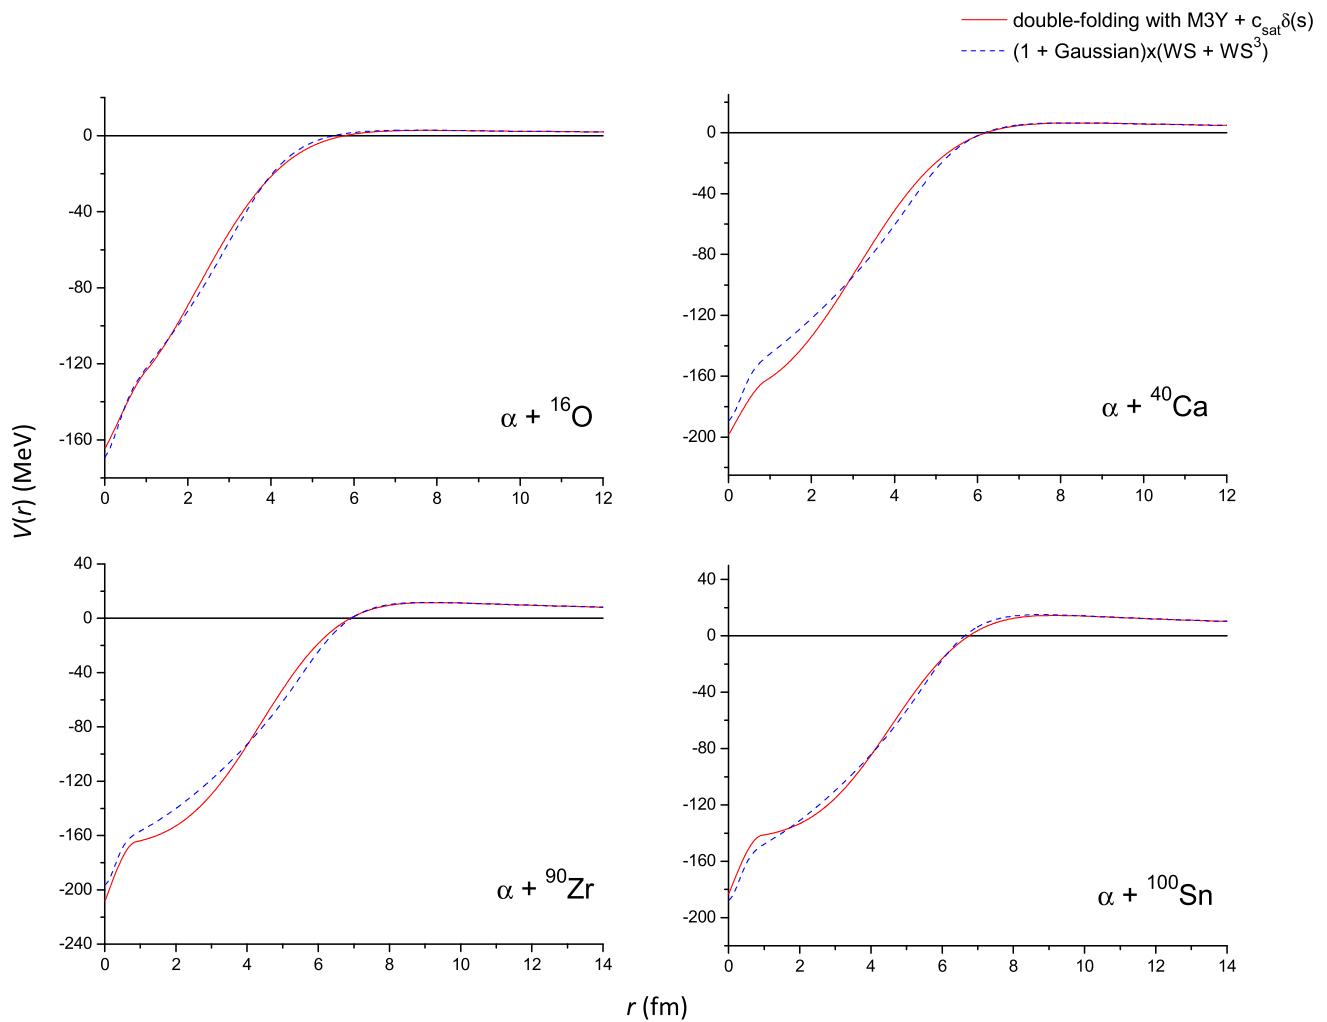 double-folding with M3Y + c_sat δ(s)
(1 + Gaussian)x(WS + WS³)
V(r) (MeV)
0
-40
-80
-120
-160
0 2 4 6 8 10 12
α + ¹⁶O
0
-40
-80
-120
-160
-200
0 2 4 6 8 10 12
α + ⁴⁰Ca
40
0
-40
-80
-120
-160
-200
-240
0 2 4 6 8 10 12 14
α + ⁹⁰Zr
40
0
-40
-80
-120
-160
-200
0 2 4 6 8 10 12 14
α + ¹⁰⁰Sn
r (fm)